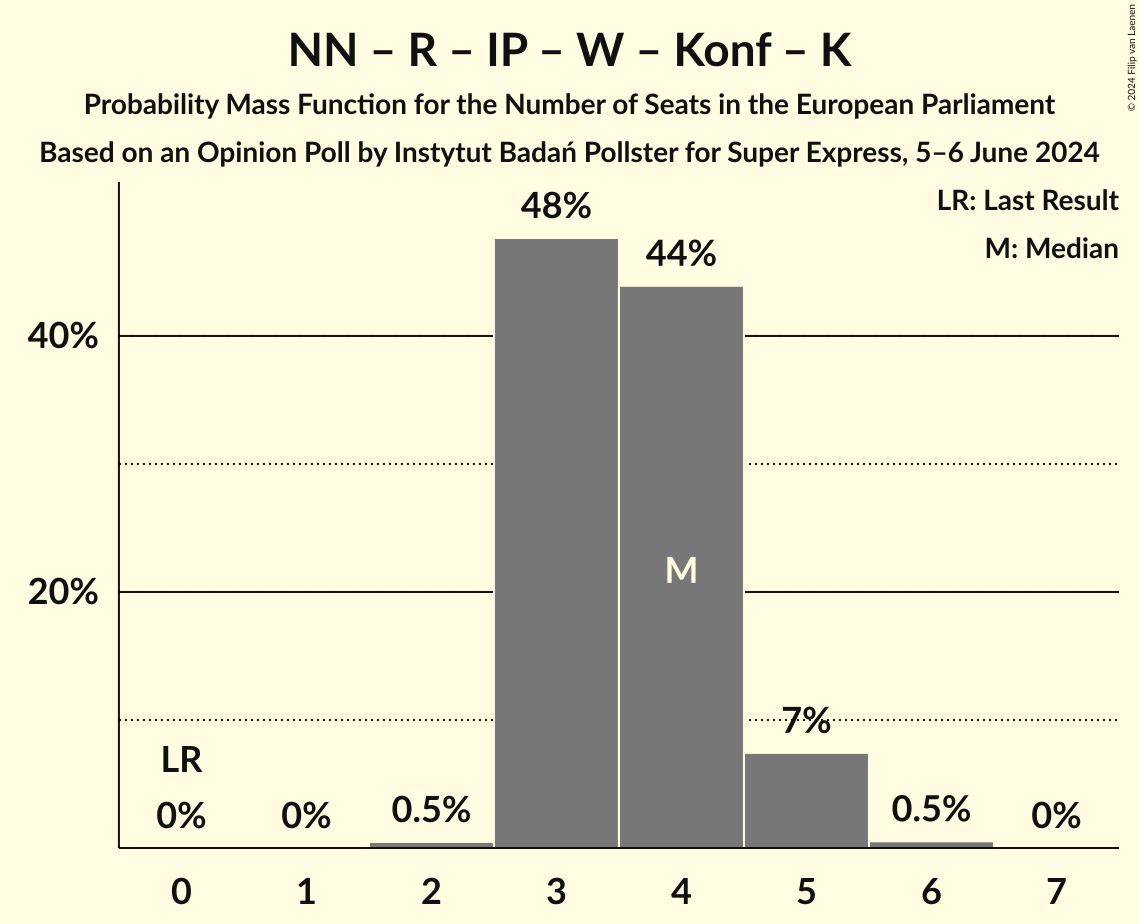 NN – R – IP – W – Konf – K
Probability Mass Function for the Number of Seats in the European Parliament
Based on an Opinion Poll by Instytut Badań Pollster for Super Express, 5–6 June 2024
© 2024 Filip van Laenen
LR: Last Result
M: Median
48%
44%
40%
M
20%
7%
LR
0%
0%
0.5%
0.5%
0%
0 1 2 3 4 5 6 7